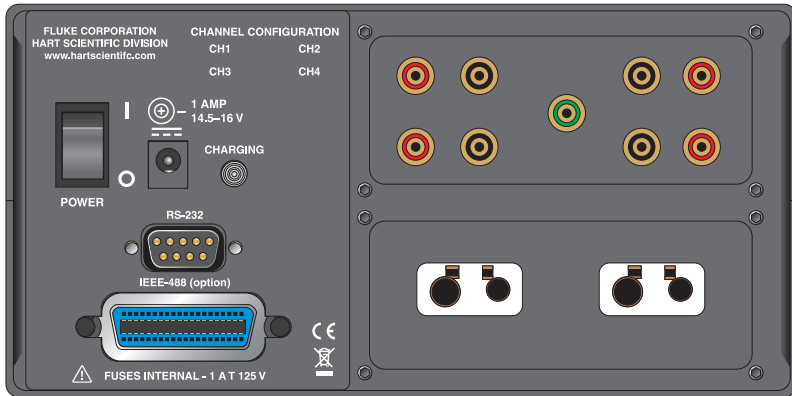 FLUKE CORPORATION
HART SCIENTIFIC DIVISION
www.hartscientifc.com
CHANNEL CONFIGURATION
CH1 CH2
CH3 CH4
I
1 AMP
14.5–16 V
CHARGING
O
POWER
RS-232
IEEE-488 (option)
CE
FUSES INTERNAL - 1 A T 125 V